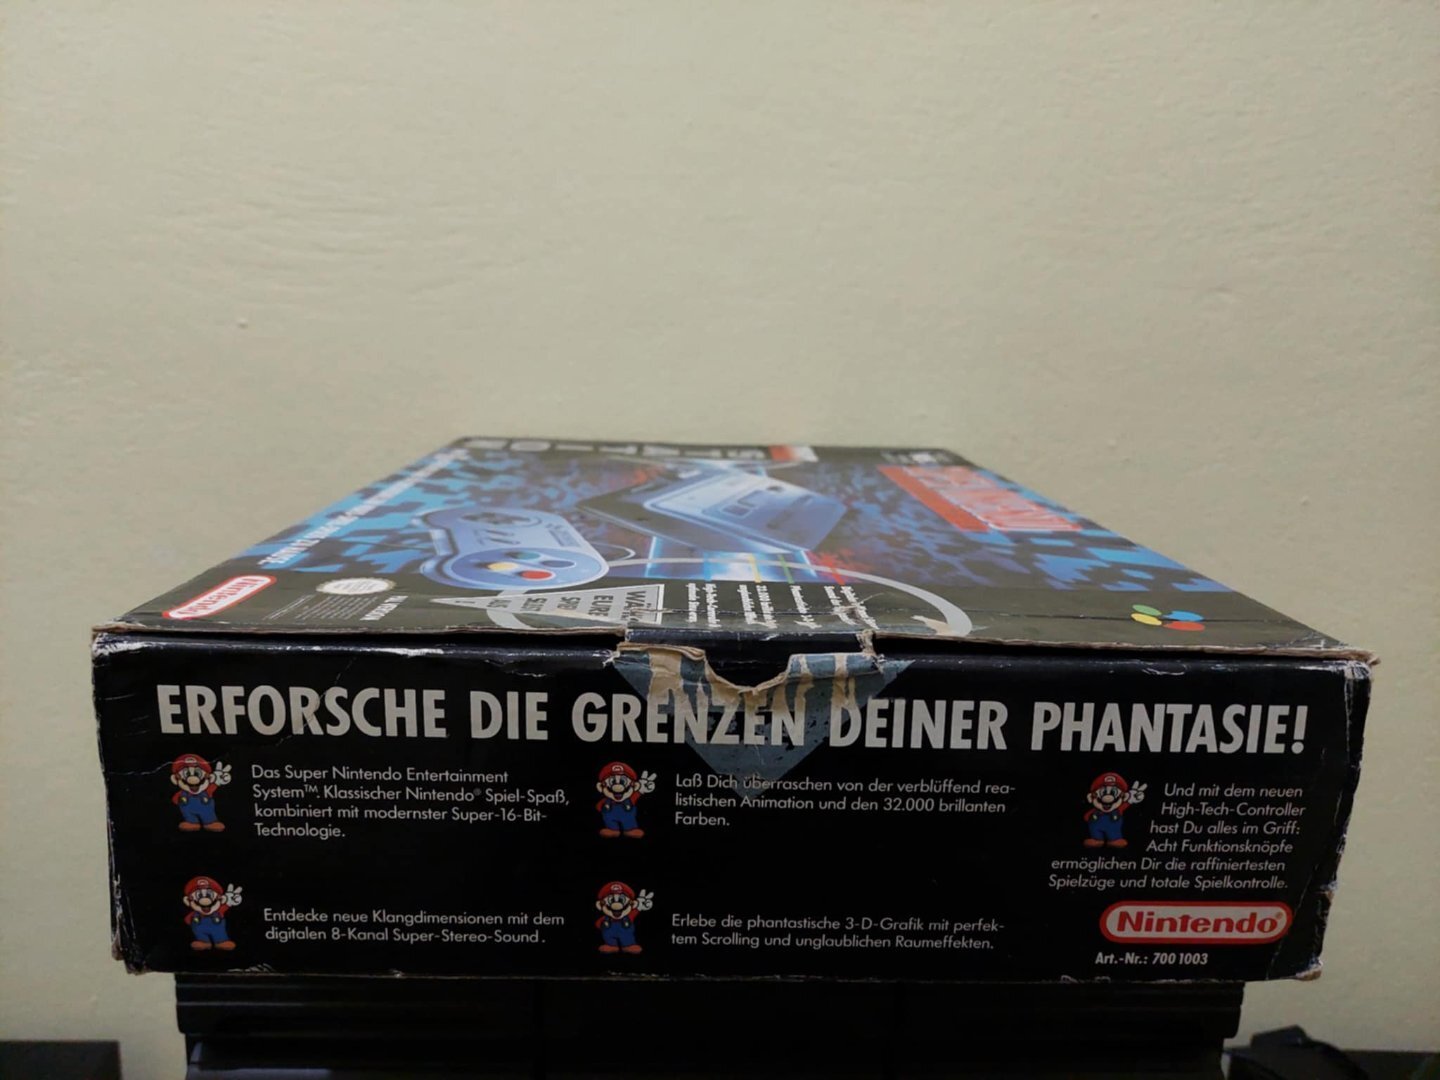 Nintendo
ERFORSCHE DIE GRENZEN DEINER PHANTASIE!
Das Super Nintendo Entertainment
System™. Klassischer Nintendo® Spiel-Spaß,
kombiniert mit modernster Super-16-Bit-
Technologie.
Entdecke neue Klangdimensionen mit dem
digitalen 8-Kanal Super-Stereo-Sound.
Laß Dich überraschen von der verblüffend rea-
listischen Animation und den 32.000 brillanten
Farben.
Erlebe die phantastische 3-D-Grafik mit perfek-
tem Scrolling und unglaublichen Raumeffekten.
Und mit dem neuen
High-Tech-Controller
hast Du alles im Griff:
Acht Funktionsknöpfe
ermöglichen Dir die raffiniertesten
Spielzüge und totale Spielkontrolle.
Nintendo®
Art.-Nr.: 700 1003